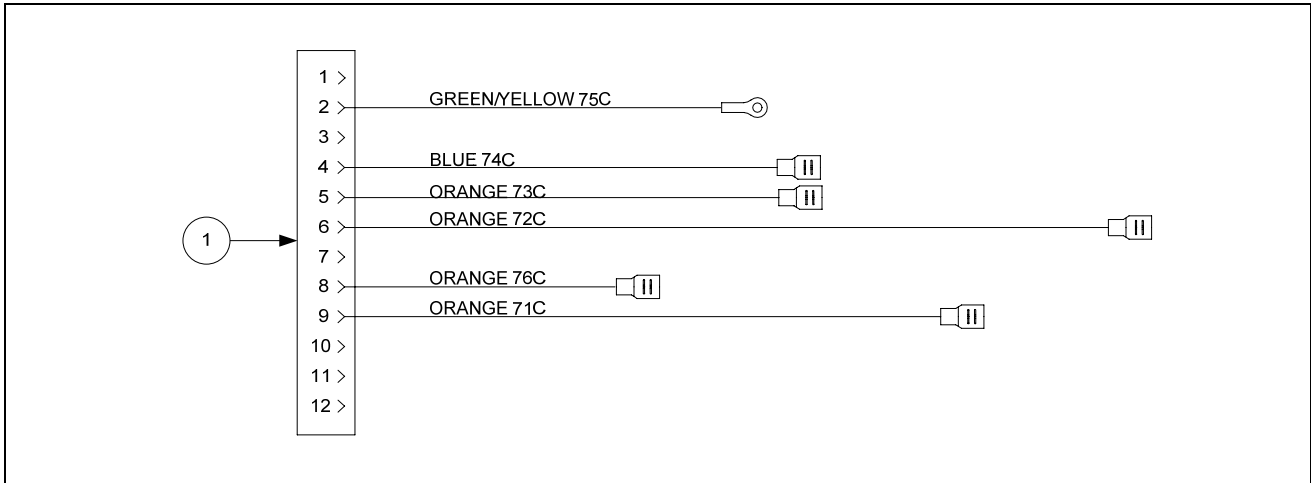 1
2 GREEN/YELLOW 75C
3
4 BLUE 74C
5 ORANGE 73C
6 ORANGE 72C
1
7
8 ORANGE 76C
9 ORANGE 71C
10
11
12